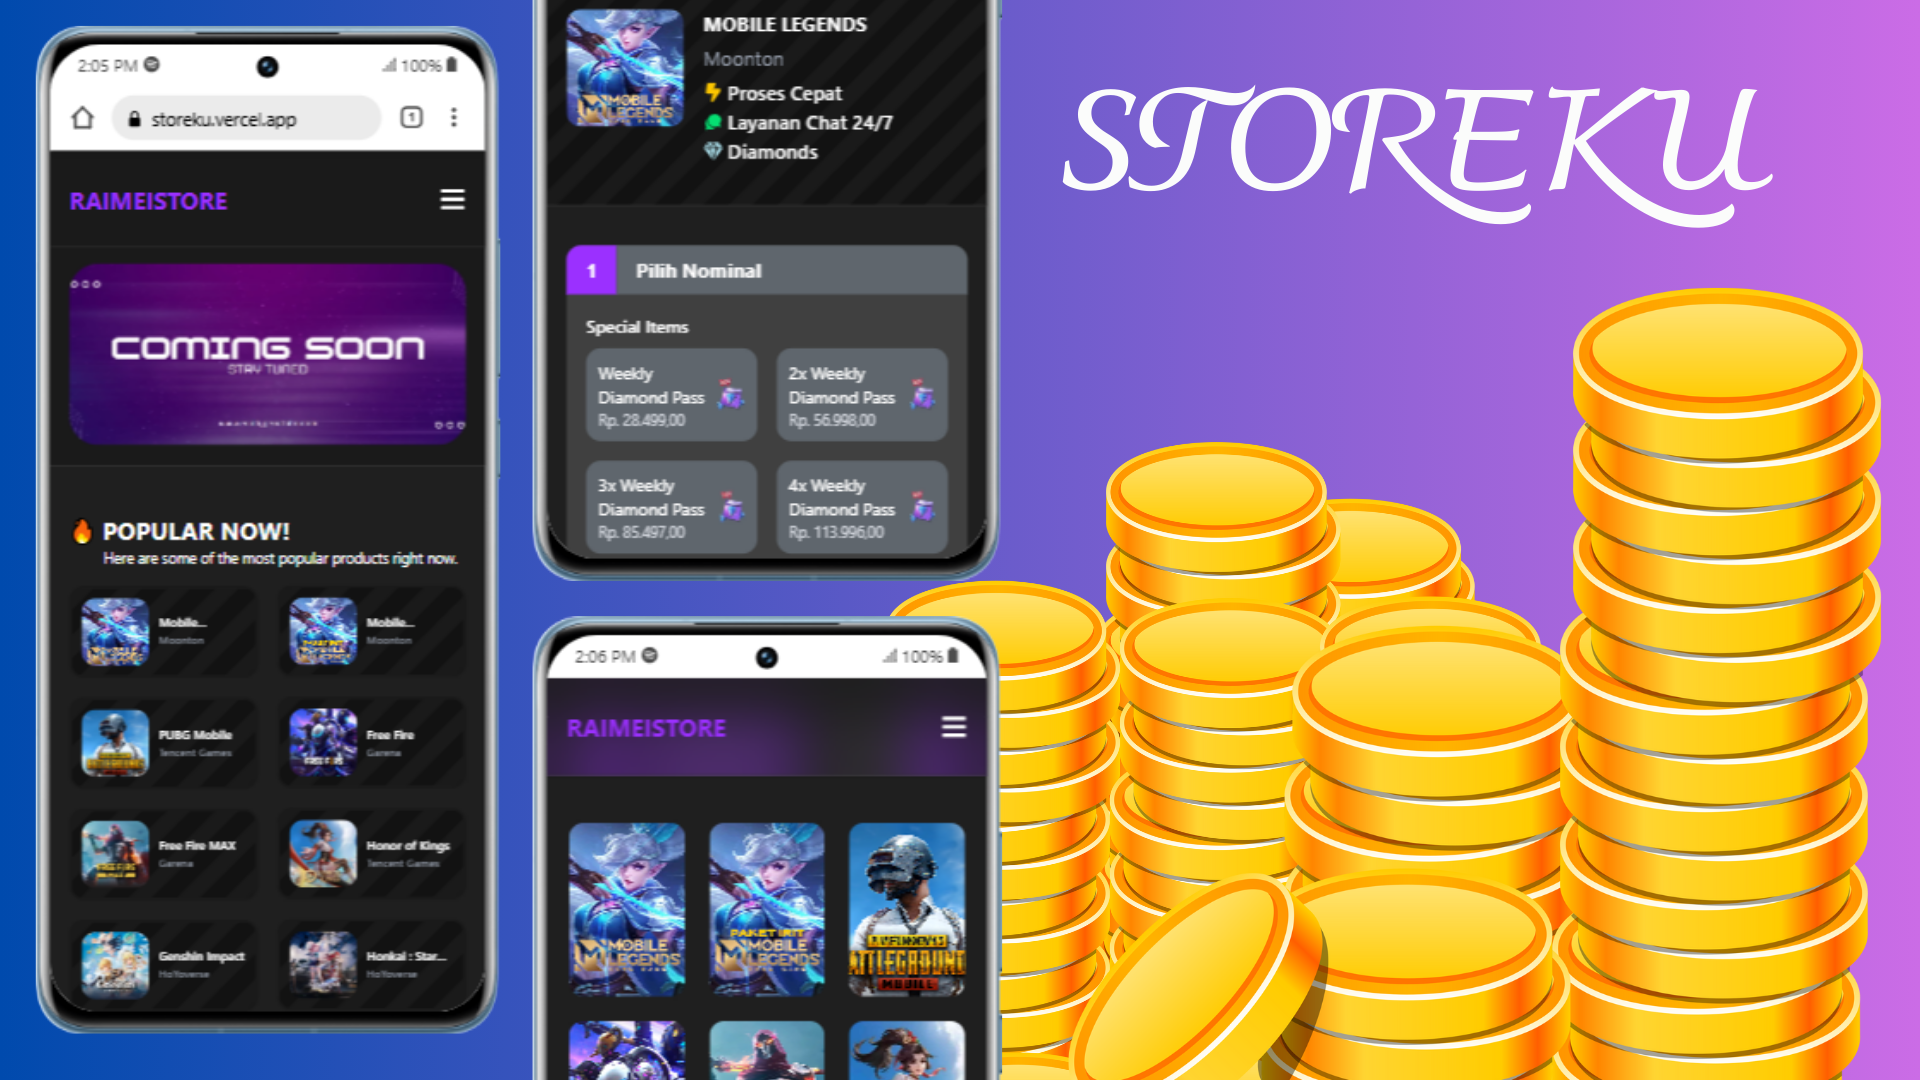 2:05 PM
100%
storeku.vercel.app
1
RAIMEISTORE
COMING SOON
STAY TUNED
POPULAR NOW!
Here are some of the most popular products right now.
Mobile...
Moonton
Mobile...
Moonton
PUBG Mobile
Tencent Games
Free Fire
Garena
Free Fire MAX
Garena
Honor of Kings
Tencent Games
Genshin Impact
HoYoverse
Honkai : Star...
HoYoverse
MOBILE LEGENDS
MOBILE LEGENDS
Moonton
Proses Cepat
Layanan Chat 24/7
Diamonds
1 Pilih Nominal
Special Items
Weekly
Diamond Pass
Rp. 28.499,00
2x Weekly
Diamond Pass
Rp. 56.998,00
3x Weekly
Diamond Pass
Rp. 85.497,00
4x Weekly
Diamond Pass
Rp. 113.996,00
2:06 PM
100%
RAIMEISTORE
MOBILE
LEGENDS
PAKET IRIT
MOBILE
LEGENDS
MOBILE
STOREKU